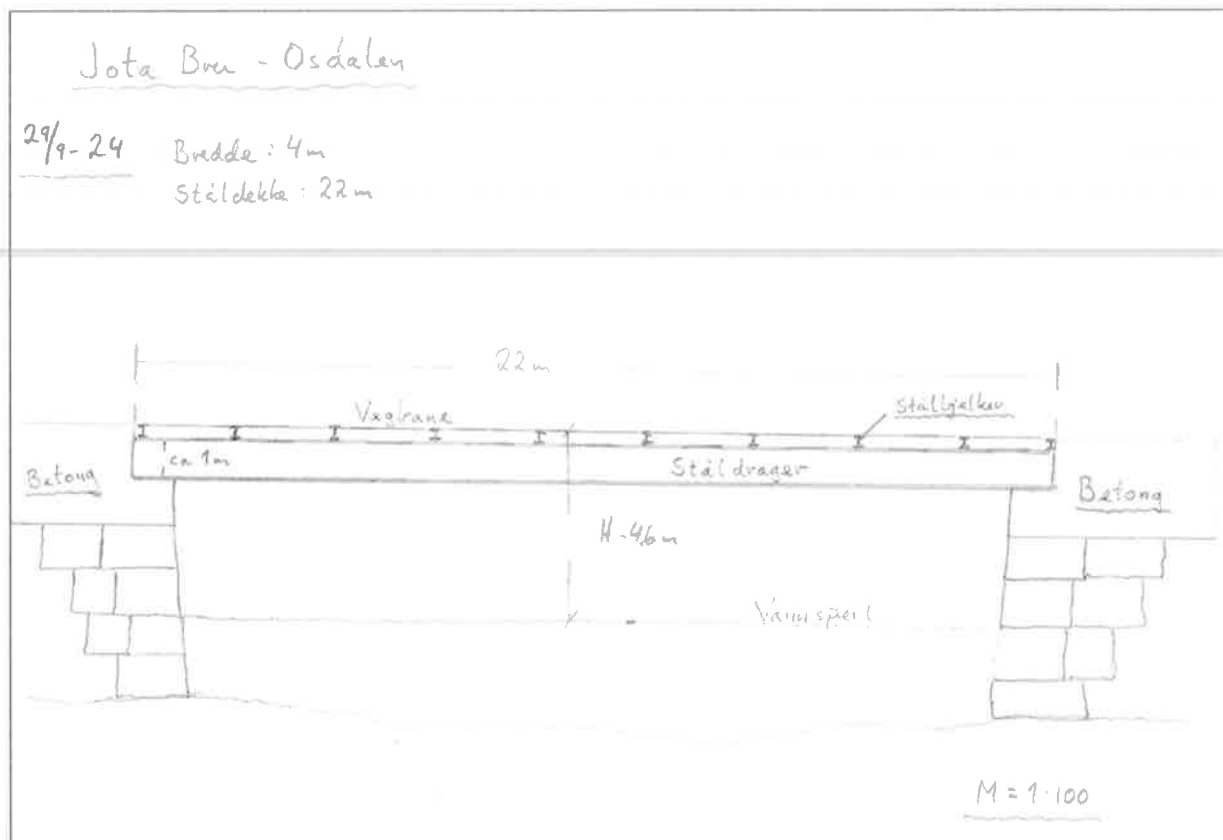 Jota Bru - Osdalen
29/9-24
Bredde : 4m
Ståldekke : 22m
22m
Vegbane
Stålbjelker
ca 1m
Ståldrager
Betong
Betong
H-4,6m
Vannspeil
M = 1:100